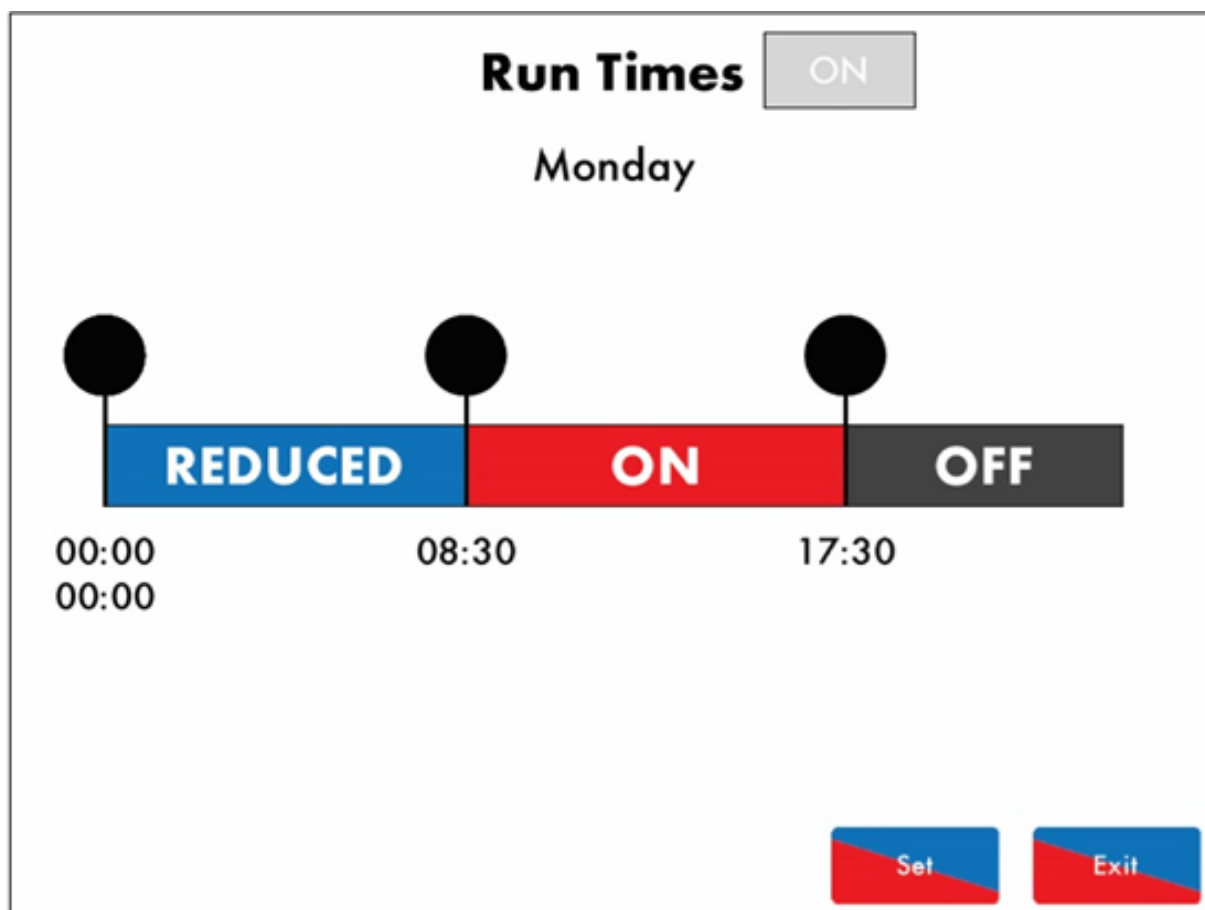 Run Times ON
Monday
REDUCED ON OFF
00:00 08:30 17:30
00:00
Set Exit